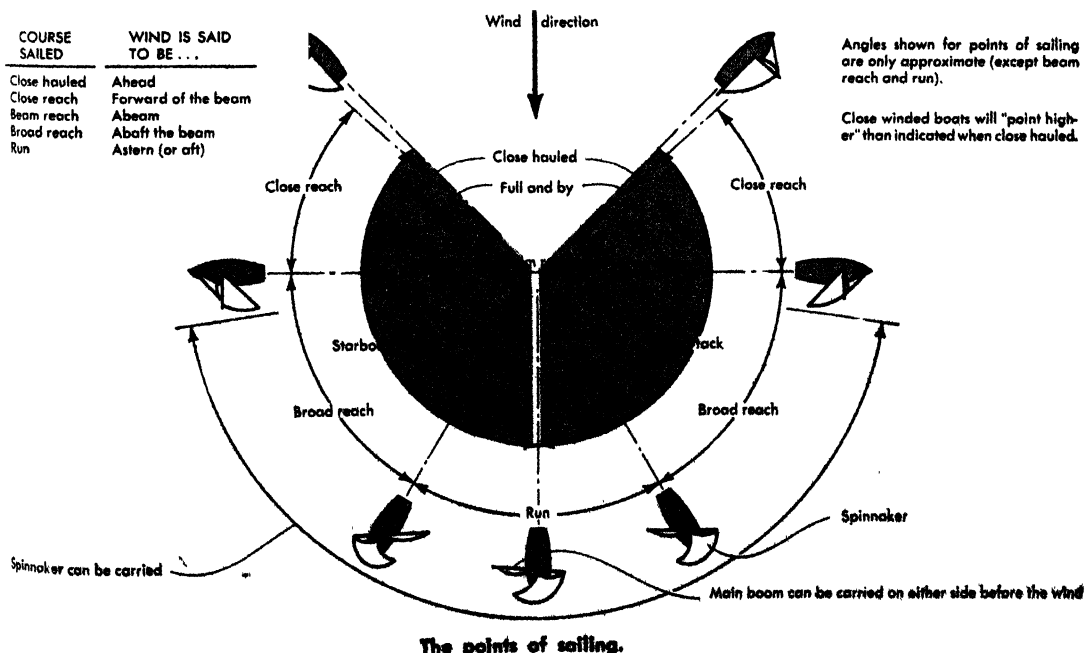 COURSE SAILED
WIND IS SAID TO BE . . .
Close hauled Ahead
Close reach Forward of the beam
Beam reach Abeam
Broad reach Abaft the beam
Run Astern (or aft)
Wind direction
Angles shown for points of sailing
are only approximate (except beam
reach and run).
Close winded boats will "point high-
er" than indicated when close hauled.
Close hauled
Full and by
Close reach
Close reach
tack
Broad reach
Broad reach
Run
Spinnaker
Spinnaker can be carried
Main boom can be carried on either side before the wind
The points of sailing.